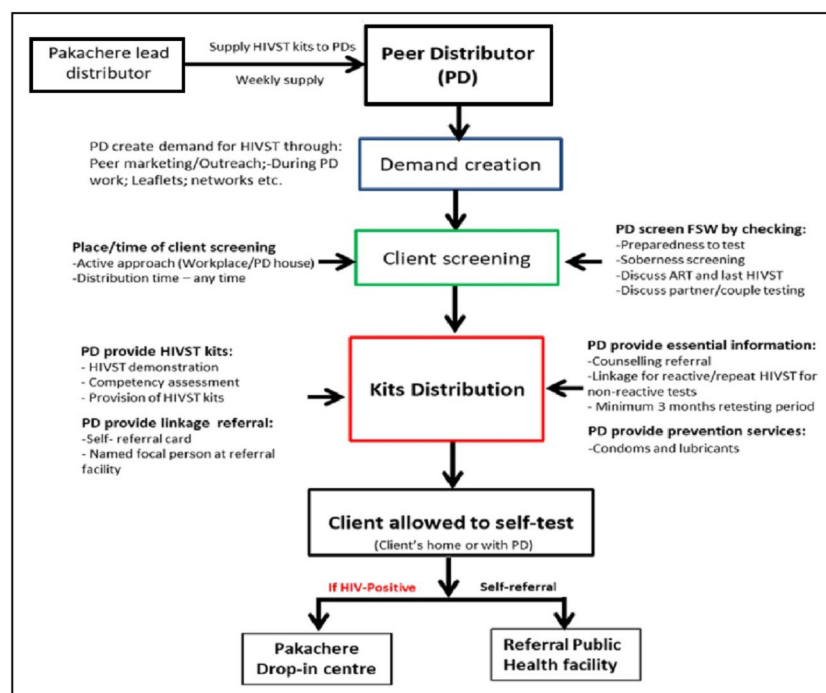 Pakachere lead
distributor
Supply HIVST kits to PDs
Weekly supply
Peer Distributor
(PD)
PD create demand for HIVST through:
Peer marketing/Outreach;-During PD
work; Leaflets; networks etc.
Demand creation
Place/time of client screening
-Active approach (Workplace/PD house)
-Distribution time – any time
Client screening
PD screen FSW by checking:
-Preparedness to test
-Soberness screening
-Discuss ART and last HIVST
-Discuss partner/couple testing
PD provide HIVST kits:
- HIVST demonstration
- Competency assessment
- Provision of HIVST kits
PD provide linkage referral:
-Self- referral card
- Named focal person at referral
facility
Kits Distribution
PD provide essential information:
-Counselling referral
-Linkage for reactive/repeat HIVST for
non-reactive tests
- Minimum 3 months retesting period
PD provide prevention services:
-Condoms and lubricants
Client allowed to self-test
(Client's home or with PD)
If HIV-Positive
Self-referral
Pakachere
Drop-in centre
Referral Public
Health facility